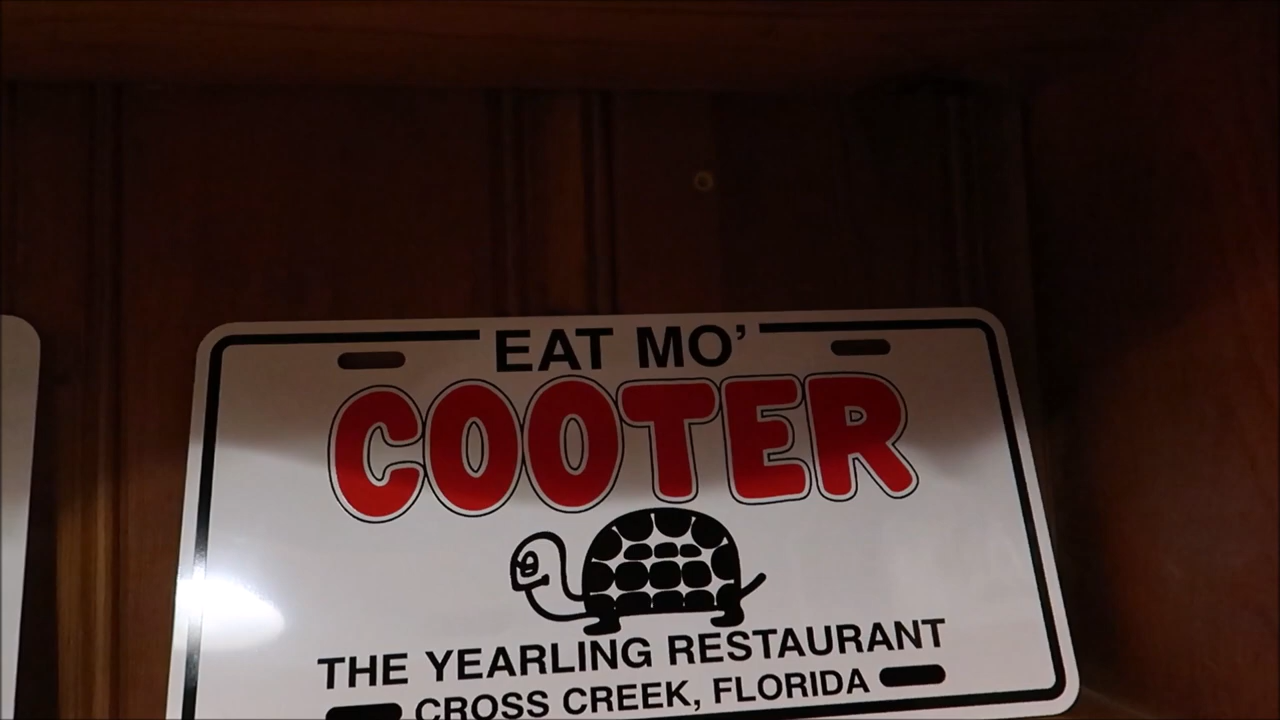 EAT MO'
COOTER
THE YEARLING RESTAURANT
CROSS CREEK, FLORIDA